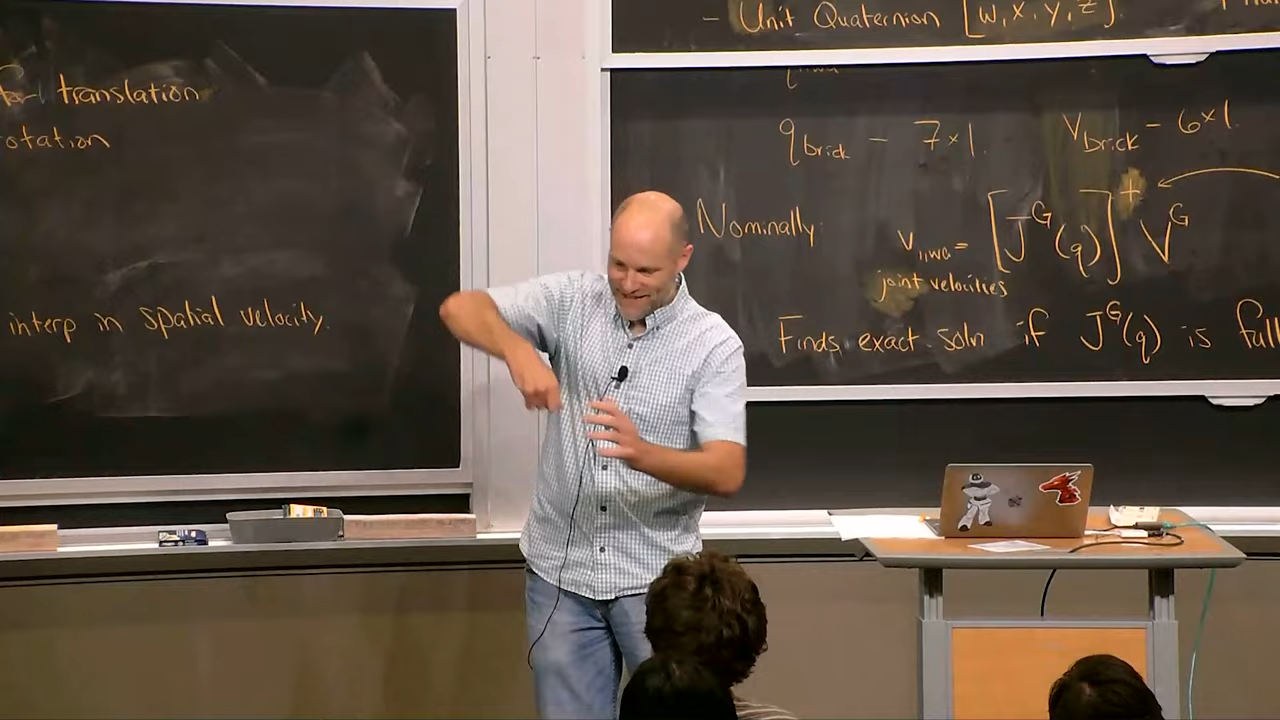 translation
otation
interp in spatial velocity.
- Unit Quaternion [w, x, y, z].
q brick - 7×1.
V brick - 6×1.
Nominally:
v iiwa = [J^G(q)]^+ V^G
joint velocities
Finds exact soln if J^G(q) is full